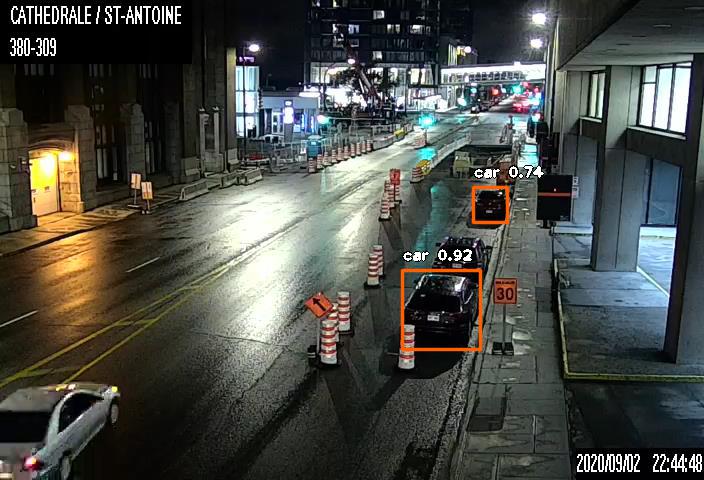 CATHEDRALE / ST-ANTOINE
380-309
car 0.74
car 0.92
30
2020/09/02 22:44:48